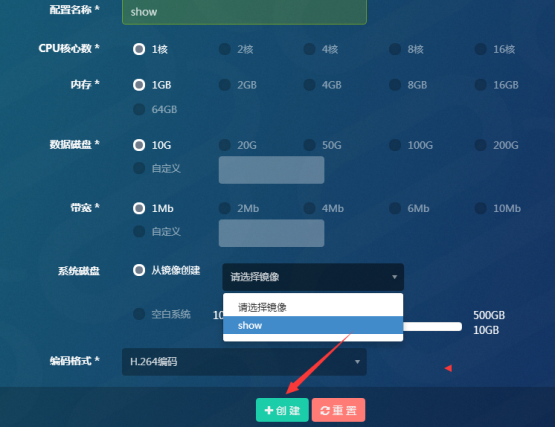 配置名称 * show
CPU核心数 * 1核 2核 4核 8核 16核
内存 * 1GB 2GB 4GB 8GB 16GB
64GB
数据磁盘 * 10G 20G 50G 100G 200G
自定义
带宽 * 1Mb 2Mb 4Mb 6Mb 10Mb
自定义
系统磁盘 从镜像创建 请选择镜像
请选择镜像
空白系统 10 500GB
show 10GB
编码格式 * H.264编码
创建 重置